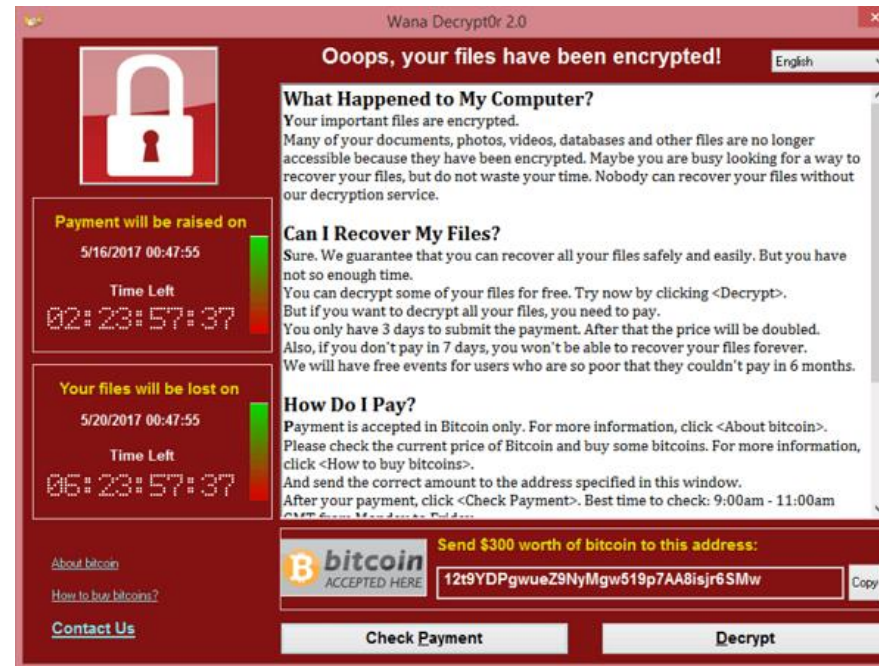 Wana Decrypt0r 2.0
Ooops, your files have been encrypted!
English
What Happened to My Computer?
Your important files are encrypted.
Many of your documents, photos, videos, databases and other files are no longer
accessible because they have been encrypted. Maybe you are busy looking for a way to
recover your files, but do not waste your time. Nobody can recover your files without
our decryption service.
Can I Recover My Files?
Sure. We guarantee that you can recover all your files safely and easily. But you have
not so enough time.
You can decrypt some of your files for free. Try now by clicking <Decrypt>.
But if you want to decrypt all your files, you need to pay.
You only have 3 days to submit the payment. After that the price will be doubled.
Also, if you don't pay in 7 days, you won't be able to recover your files forever.
We will have free events for users who are so poor that they couldn't pay in 6 months.
How Do I Pay?
Payment is accepted in Bitcoin only. For more information, click <About bitcoin>.
Please check the current price of Bitcoin and buy some bitcoins. For more information,
click <How to buy bitcoins>.
And send the correct amount to the address specified in this window.
After your payment, click <Check Payment>. Best time to check: 9:00am - 11:00am
GMT from Monday to Friday
Payment will be raised on
5/16/2017 00:47:55
Time Left
02:23:57:37
Your files will be lost on
5/20/2017 00:47:55
Time Left
06:23:57:37
About bitcoin
How to buy bitcoins?
Contact Us
bitcoin
ACCEPTED HERE
Send $300 worth of bitcoin to this address:
12t9YDPgwueZ9NyMgw519p7AA8isjr6SMw
Copy
Check Payment
Decrypt